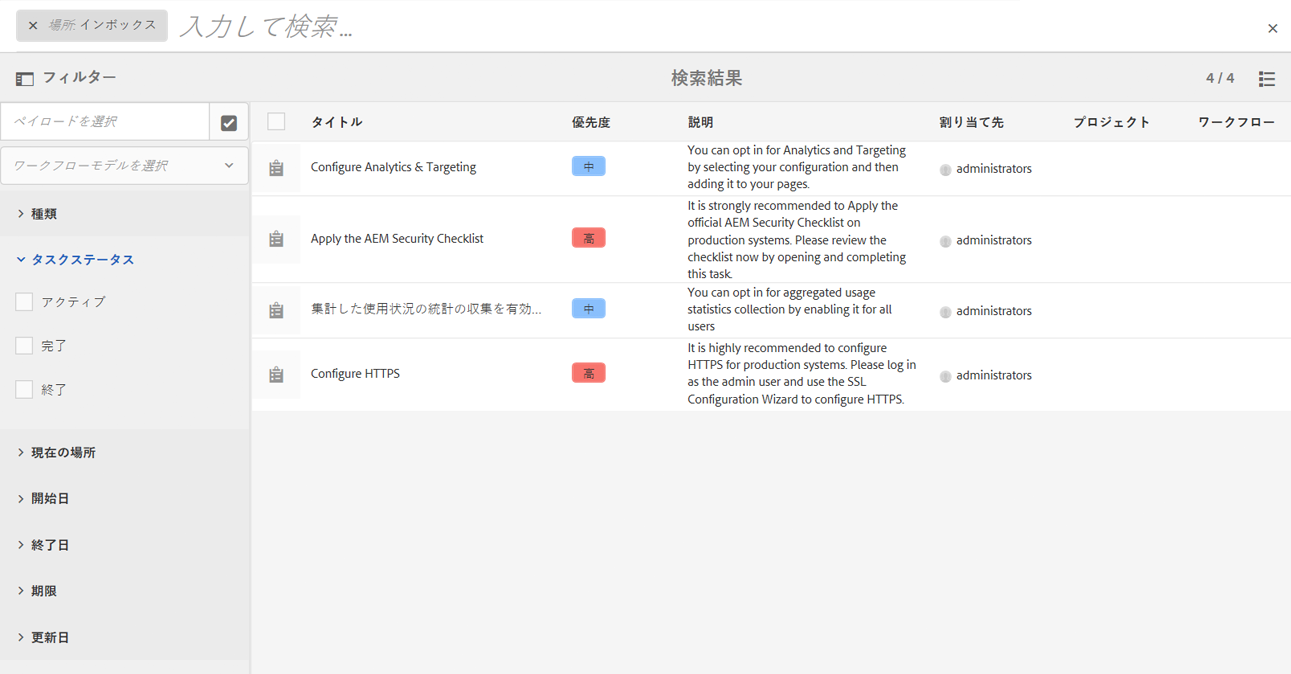 場所: インボックス
入力して検索...
フィルター
検索結果
4 / 4
ペイロードを選択
ワークフローモデルを選択
種類
タスクステータス
アクティブ
完了
終了
現在の場所
開始日
終了日
期限
更新日
タイトル
優先度
説明
割り当て先
プロジェクト
ワークフロー
Configure Analytics & Targeting
中
You can opt in for Analytics and Targeting
by selecting your configuration and then
adding it to your pages.
administrators
Apply the AEM Security Checklist
高
It is strongly recommended to Apply the
official AEM Security Checklist on
production systems. Please review the
checklist now by opening and completing
this task.
administrators
集計した使用状況の統計の収集を有効...
中
You can opt in for aggregated usage
statistics collection by enabling it for all
users
administrators
Configure HTTPS
高
It is highly recommended to configure
HTTPS for production systems. Please log in
as the admin user and use the SSL
Configuration Wizard to configure HTTPS.
administrators